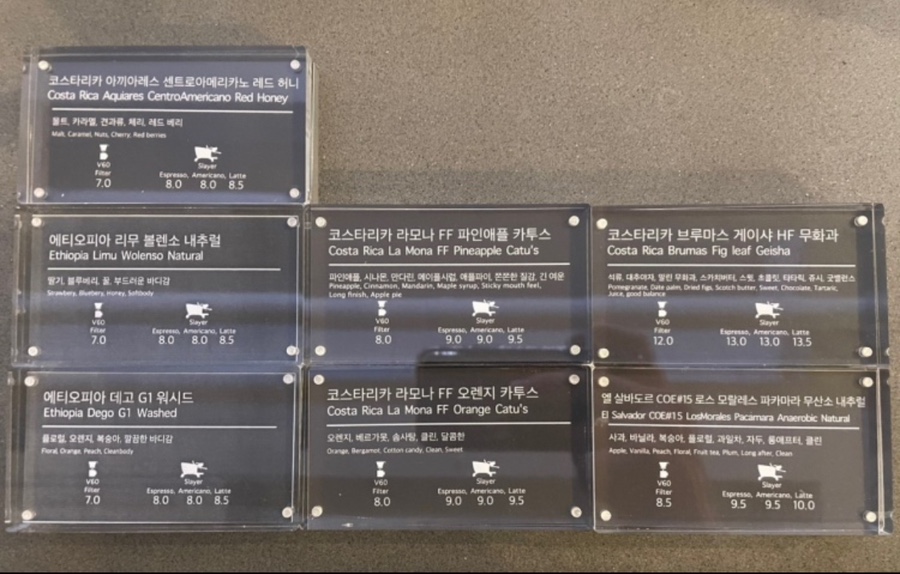 코스타리카 아끼아레스 센트로아메리카노 레드 허니
Costa Rica Aquiares CentroAmericano Red Honey
몰트, 카라멜, 견과류, 체리, 레드 베리
Malt, Caramel, Nuts, Cherry, Red berries
V60
Filter
7.0
Slayer
Espresso, Americano, Latte
8.0 8.0 8.5
에티오피아 리무 볼렌소 내추럴
Ethiopia Limu Wolenso Natural
딸기, 블루베리, 꿀, 부드러운 바디감
Strawbery, Bluebery, Honey, Softbody
V60
Filter
7.0
Slayer
Espresso, Americano, Latte
8.0 8.0 8.5
코스타리카 라모나 FF 파인애플 카투스
Costa Rica La Mona FF Pineapple Catu's
파인애플, 시나몬, 만다린, 메이플시럽, 애플파이, 쫀쫀한 질감, 긴 여운
Pineapple, Cinnamon, Mandarin, Maple syrup, Sticky mouth feel,
Long finish, Apple pie
V60
Filter
8.0
Slayer
Espresso, Americano, Latte
9.0 9.0 9.5
코스타리카 브루마스 게이샤 HF 무화과
Costa Rica Brumas Fig leaf Geisha
석류, 대추야자, 말린 무화과, 스카치버터, 스윗, 초콜릿, 타타릭, 쥬시, 굿밸런스
Pomegranate, Date palm, Dried figs, Scotch butter, Sweet, Chocolate, Tartaric,
Juice, good balance
V60
Filter
12.0
Slayer
Espresso, Americano, Latte
13.0 13.0 13.5
에티오피아 데고 G1 워시드
Ethiopia Dego G1 Washed
플로럴, 오렌지, 복숭아, 깔끔한 바디감
Floral, Orange, Peach, Cleanbody
V60
Filter
7.0
Slayer
Espresso, Americano, Latte
8.0 8.0 8.5
코스타리카 라모나 FF 오렌지 카투스
Costa Rica La Mona FF Orange Catu's
오렌지, 베르가못, 솜사탕, 클린, 달콤한
Orange, Bergamot, Cotton candy, Clean, Sweet
V60
Filter
8.0
Slayer
Espresso, Americano, Latte
9.0 9.0 9.5
엘 살바도르 COE#15 로스 모랄레스 파카마라 무산소 내추럴
El Salvador COE#15 LosMorales Pacamara Anaerobic Natural
사과, 바닐라, 복숭아, 플로럴, 과일차, 자두, 롱애프터, 클린
Apple, Vanilla, Peach, Floral, Fruit tea, Plum, Long after, Clean
V60
Filter
8.5
Slayer
Espresso, Americano, Latte
9.5 9.5 10.0